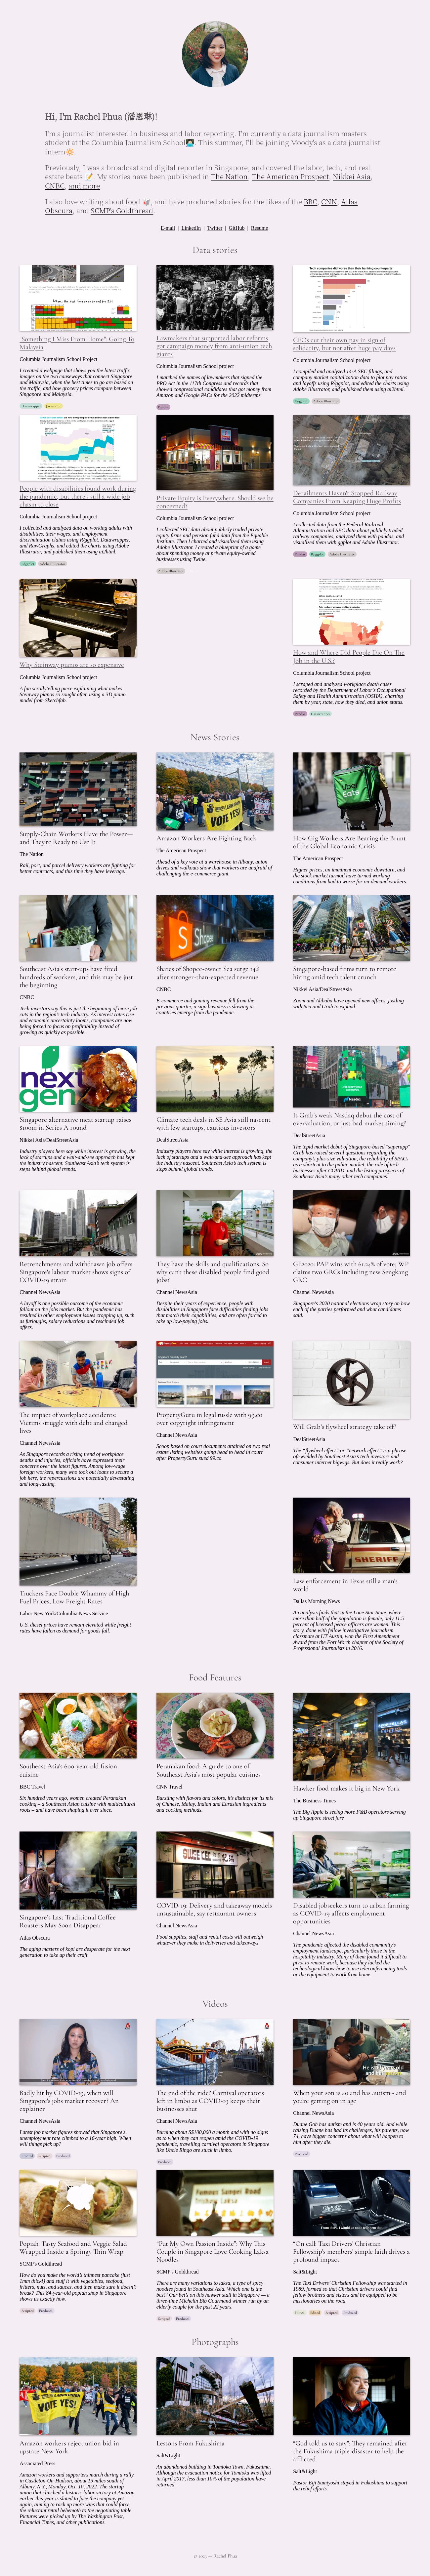 Hi, I'm Rachel Phua (潘恩琳)!
I'm a journalist interested in business and labor reporting. I'm currently a data journalism masters
student at the Columbia Journalism School. This summer, I'll be joining Moody's as a data journalist
intern.
Previously, I was a broadcast and digital reporter in Singapore, and covered the labor, tech, and real
estate beats. My stories have been published in The Nation, The American Prospect, Nikkei Asia,
CNBC, and more.
I also love writing about food, and have produced stories for the likes of the BBC, CNN, Atlas
Obscura, and SCMP's Goldthread.
E-mail | LinkedIn | Twitter | GitHub | Resume
Data stories
"Something I Miss From Home": Going To
Malaysia
Columbia Journalism School Project
I created a webpage that shows you the latest traffic
images on the two causeways that connect Singapore
and Malaysia, when the best times to go are based on
the traffic, and how grocery prices compare between
Singapore and Malaysia.
Lawmakers that supported labor reforms
got campaign money from anti-union tech
giants
Columbia Journalism School project
I matched the names of lawmakers that signed the
PRO Act in the 117th Congress and records that
showed congressional candidates that got money from
Amazon and Google PACs for the 2022 midterms.
CEOs cut their own pay in sign of
solidarity, but not after huge pay days
Columbia Journalism School project
I compiled and analyzed 14-A SEC filings, and
company market capitalization data to get pay ratios
and layoffs using R/ggplot, and edited the charts using
Adobe Illustrator, and published them using ai2html.
People with disabilities found work during
the pandemic, but there's still a wide job
chasm to close
Columbia Journalism School project
I collected and analyzed data on working adults with
disabilities, their wages, and employment
discrimination claims using R/ggplot, Datawrapper,
and RawGraphs. I edited the graphics using Adobe
Illustrator, and published them using ai2html.
Private Equity is Everywhere. Should we be
concerned?
Columbia Journalism School project
I collected SEC data about publicly traded private
equity firms and pension fund data from the Equable
Institute. Then I charted and visualized them using
Adobe Illustrator. I created a blueprint of a game
about spending money at private equity-owned
businesses using Twine.
Derailments Haven't Stopped Railway
Companies From Reaping Huge Profits
Columbia Journalism School project
I collected data from the Federal Railroad
Administration and SEC data about publicly traded
railway companies, analyzed them with pandas, and
visualized them with ggplot and Adobe Illustrator.
Why Steinway pianos are so expensive
Columbia Journalism School project
A fun scrollytelling piece explaining what makes
Steinway pianos so sought after, using a 3D piano
model from Sketchfab.
How and Where Did People Die On The
Job in the U.S.?
Columbia Journalism School project
I scraped and analyzed workplace death cases
recorded by the Department of Labor's Occupational
Safety and Health Administration (OSHA), charting
them by year, state, how they died, and union status.
News Stories
Supply-Chain Workers Have the Power—
and They're Ready to Use It
The Nation
Rail, port, and parcel delivery workers are fighting for
better contracts, and this time they have leverage.
Amazon Workers Are Fighting Back
The American Prospect
Ahead of a key vote at a warehouse in Albany, union
drives and walkouts show that workers are unafraid of
challenging the e-commerce giant.
How Gig Workers Are Bearing the Brunt
of the Global Economic Crisis
The American Prospect
Higher prices, an imminent economic downturn, and
the stock market turmoil have turned working
conditions from bad to worse for on-demand workers.
Southeast Asia's start-ups have fired
hundreds of workers, and this may be just
the beginning
CNBC
Tech investors say this is just the beginning of more job
cuts in the region's tech industry. As interest rates rise
and economic uncertainty looms, companies are now
being forced to focus on profitability instead of
growing as quickly as possible.
Shares of Shopee-owner Sea surge 14%
after stronger-than-expected revenue
CNBC
E-commerce and gaming revenue fell from the
previous quarter, a sign business is slowing as
countries emerge from the pandemic.
Singapore-based firms turn to remote
hiring amid tech talent crunch
Nikkei Asia/DealStreetAsia
Zoom and Alibaba have opened new offices, jostling
with Sea and Grab to expand.
Singapore alternative meat startup raises
$100m in Series A round
Nikkei Asia/DealStreetAsia
Industry players here say while interest is growing, the
lack of startups and a wait-and-see approach has kept
the industry nascent. Southeast Asia's tech system is
steps behind global trends.
Climate tech deals in SE Asia still nascent
with few startups, cautious investors
DealStreetAsia
Industry players here say while interest is growing, the
lack of startups and a wait-and-see approach has kept
the industry nascent. Southeast Asia's tech system is
steps behind global trends.
Is Grab's weak Nasdaq debut the cost of
overvaluation, or just bad market timing?
DealStreetAsia
The tepid market debut of Singapore-based "superapp"
Grab has raised several questions regarding the
company's plus-size valuation, the reliability of SPACs
as a shortcut to the public market, the role of tech
businesses after COVID, and the listing prospects of
Southeast Asia's many other tech companies.
Retrenchments and withdrawn job offers:
Singapore's labour market shows signs of
COVID-19 strain
Channel NewsAsia
A layoff is one possible outcome of the economic
fallout on the job market. But the pandemic has
resulted in other employment issues cropping up, such
as furloughs, salary reductions and rescinded job
offers.
They have the skills and qualifications. So
why can't these disabled people find good
jobs?
Channel NewsAsia
Despite their years of experience, people with
disabilities in Singapore face difficulties finding jobs
that match their capabilities, and are often forced to
take up low-paying jobs.
GE2020: PAP wins with 61.24% of vote; WP
claims two GRCs including new Sengkang
GRC
Channel NewsAsia
Singapore's 2020 national elections wrap story on how
each of the parties performed and what candidates
said.
The impact of workplace accidents:
Victims struggle with debt and changed
lives
Channel NewsAsia
As Singapore records a rising trend of workplace
deaths and injuries, officials have expressed their
concerns over the latest figures. Among low-wage
foreign workers, many who took out loans to secure a
job here, the repercussions are potentially devastating
and long-lasting.
PropertyGuru in legal tussle with 99.co
over copyright infringement
Channel NewsAsia
Scoop based on court documents attained on two real
estate listing websites going head to head in court
after PropertyGuru sued 99.co.
Will Grab's flywheel strategy take off?
DealStreetAsia
The "flywheel effect" or "network effect" is a phrase
oft-wielded by Southeast Asia's tech investors and
consumer internet bigwigs. But does it really work?
Truckers Face Double Whammy of High
Fuel Prices, Low Freight Rates
Labor New York/Columbia News Service
U.S. diesel prices have remain elevated while freight
rates have fallen as demand for goods fall.
Law enforcement in Texas still a man's
world
Dallas Morning News
An analysis finds that in the Lone Star State, where
more than half of the population is female, only 11.5
percent of licensed peace officers are women. This
story, done with fellow investigative journalism
classmate at UT Austin, won the First Amendment
Award from the Fort Worth chapter of the Society of
Professional Journalists in 2016.
Food Features
Southeast Asia's 600-year-old fusion
cuisine
BBC Travel
Six hundred years ago, women created Peranakan
cooking – a Southeast Asian cuisine with multicultural
roots – and have been shaping it ever since.
Peranakan food: A guide to one of
Southeast Asia's most popular cuisines
CNN Travel
Bursting with flavors and colors, it's distinct for its mix
of Chinese, Malay, Indian and Eurasian ingredients
and cooking methods.
Hawker food makes it big in New York
The Business Times
The Big Apple is seeing more F&B operators serving
up Singapore street fare
Singapore's Last Traditional Coffee
Roasters May Soon Disappear
Atlas Obscura
The aging masters of kopi are desperate for the next
generation to take up their craft.
COVID-19: Delivery and takeaway models
unsustainable, say restaurant owners
Channel NewsAsia
Food supplies, staff and rental costs will outweigh
whatever they make in deliveries and takeaways.
Disabled jobseekers turn to urban farming
as COVID-19 affects employment
opportunities
Channel NewsAsia
The pandemic affected the disabled community's
employment landscape, particularly those in the
hospitality industry. Many of them found it difficult to
pivot to remote work, because they lacked the
technological know-how to use teleconferencing tools
or the equipment to work from home.
Videos
Badly hit by COVID-19, when will
Singapore's jobs market recover? An
explainer
Channel NewsAsia
Latest job market figures showed that Singapore's
unemployment rate climbed to a 16-year high. When
will things pick up?
The end of the ride? Carnival operators
left in limbo as COVID-19 keeps their
businesses shut
Channel NewsAsia
Burning about S$100,000 a month and with no signs
as to when they can reopen amid the COVID-19
pandemic, travelling carnival operators in Singapore
like Uncle Ringo are stuck in limbo.
When your son is 40 and has autism - and
you're getting on in age
Channel NewsAsia
Duane Goh has autism and is 40 years old. And while
raising Duane has had its challenges, his parents, now
74, have bigger concerns about what will happen to
him after they die.
Popiah: Tasty Seafood and Veggie Salad
Wrapped Inside a Springy Thin Wrap
SCMP's Goldthread
How do you make the world's thinnest pancake (just
1mm thick!) and stuff it with vegetables, seafood,
fritters, nuts, and sauces, and then make sure it doesn't
break? This 84-year-old popiah shop in Singapore
shows us exactly how.
"Put My Own Passion Inside": Why This
Couple in Singapore Love Cooking Laksa
Noodles
SCMP's Goldthread
There are many variations to laksa, a type of spicy
noodles found in Southeast Asia. Which one is the
best? Our bet's on this hawker stall in Singapore — a
three-time Michelin Bib Gourmand winner run by an
elderly couple for the past 22 years.
"On call: Taxi Drivers' Christian
Fellowship's members' simple faith drives a
profound impact
Salt&Light
The Taxi Drivers' Christian Fellowship was started in
1989, formed so that Christian drivers could find
fellow brothers and sisters and be equipped to be
missionaries on the road.
Photographs
Amazon workers reject union bid in
upstate New York
Associated Press
Amazon workers and supporters march during a rally
in Castleton-On-Hudson, about 15 miles south of
Albany, N.Y., Monday, Oct. 10, 2022. The startup
union that clinched a historic labor victory at Amazon
earlier this year is slated to face the company yet
again, aiming to rack up more wins that could force
the reluctant retail behemoth to the negotiating table.
Pictures were picked up by The Washington Post,
Financial Times, and other publications.
Lessons From Fukushima
Salt&Light
An abandoned building in Tomioka Town, Fukushima.
Although the evacuation notice for Tomioka was lifted
in April 2017, less than 10% of the population have
returned.
"God told us to stay": They remained after
the Fukushima triple-disaster to help the
afflicted
Salt&Light
Pastor Eiji Sumiyoshi stayed in Fukushima to support
the relief efforts.
© 2023 — Rachel Phua